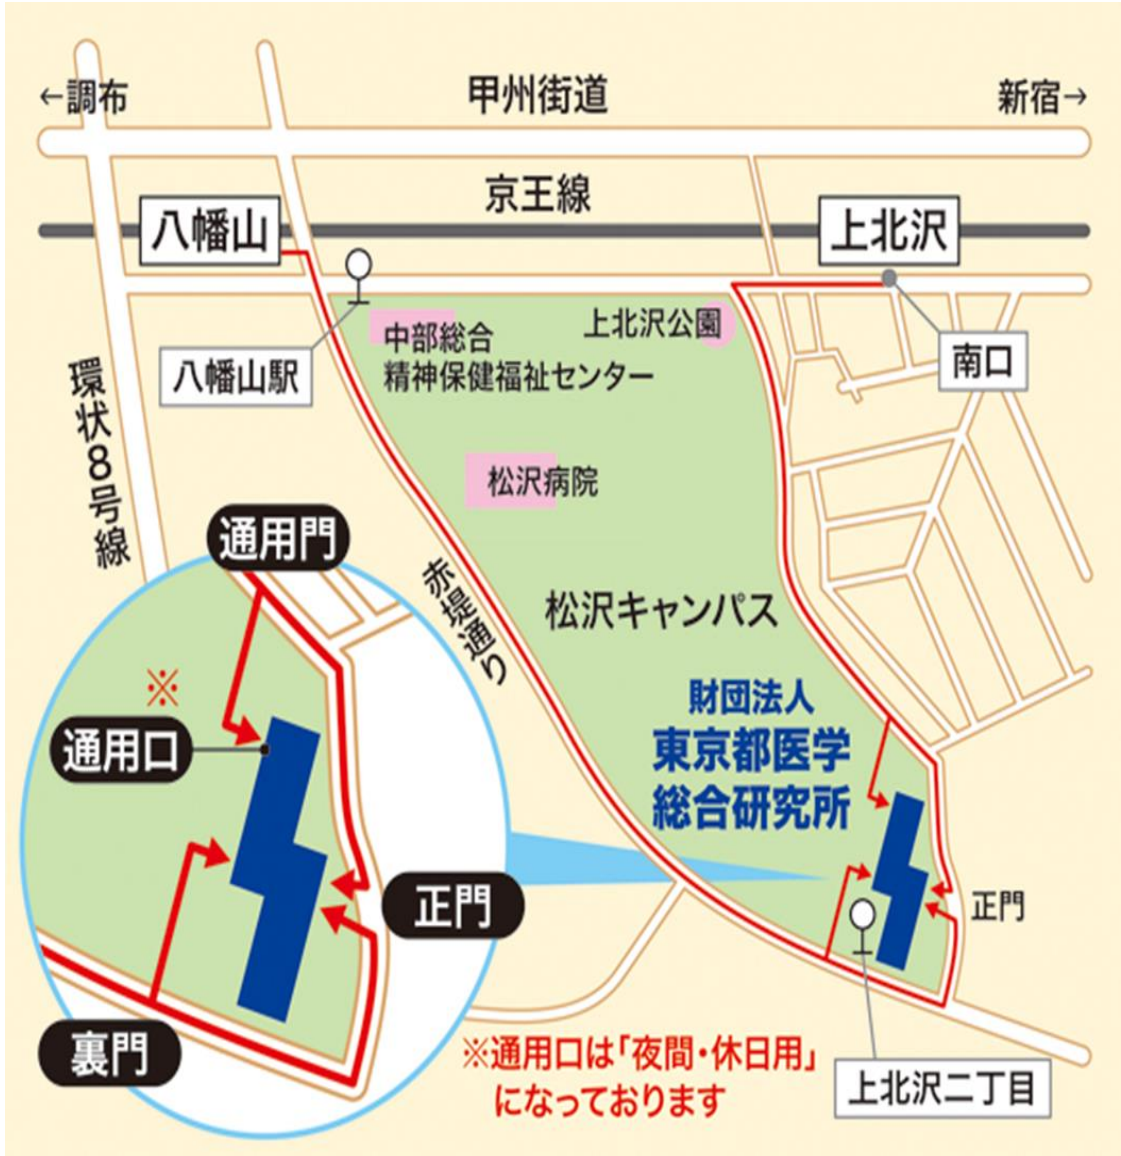 ←調布
甲州街道
新宿→
京王線
八幡山
上北沢
中部総合
精神保健福祉センター
上北沢公園
八幡山駅
南口
環状8号線
松沢病院
通用門
赤堤通り
松沢キャンパス
※
通用口
財団法人
東京都医学
総合研究所
正門
正門
裏門
※通用口は「夜間・休日用」
になっております
上北沢二丁目